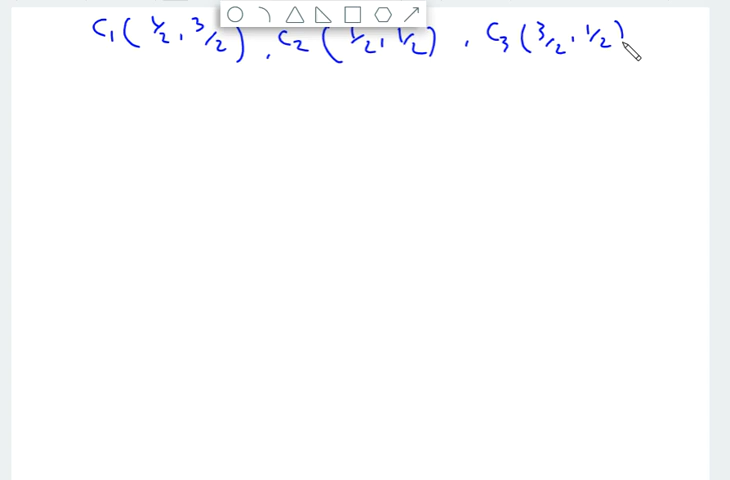 C1 ( 1/2 , 3/2 ) , C2 ( 1/2 , 1/2 ) , C3 ( 3/2 , 1/2 )